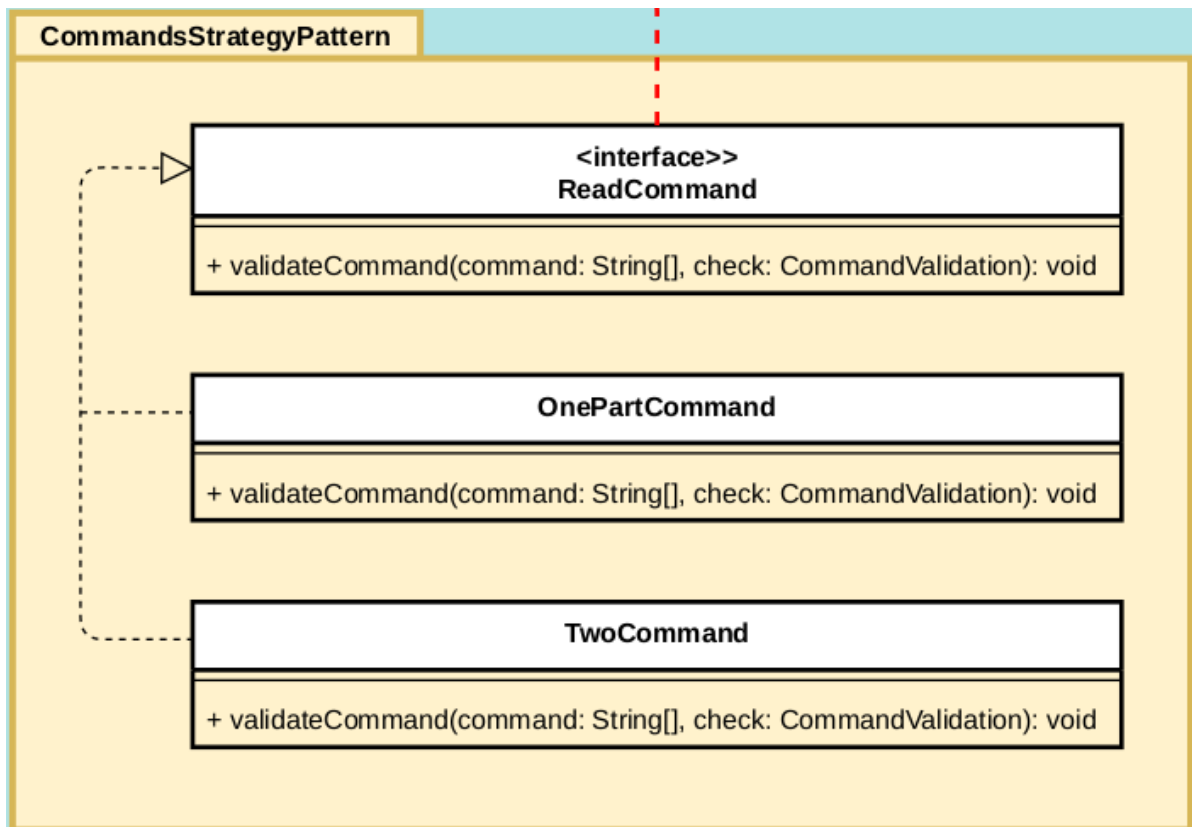 CommandsStrategyPattern
<interface>>
ReadCommand
+ validateCommand(command: String[], check: CommandValidation): void
OnePartCommand
+ validateCommand(command: String[], check: CommandValidation): void
TwoCommand
+ validateCommand(command: String[], check: CommandValidation): void